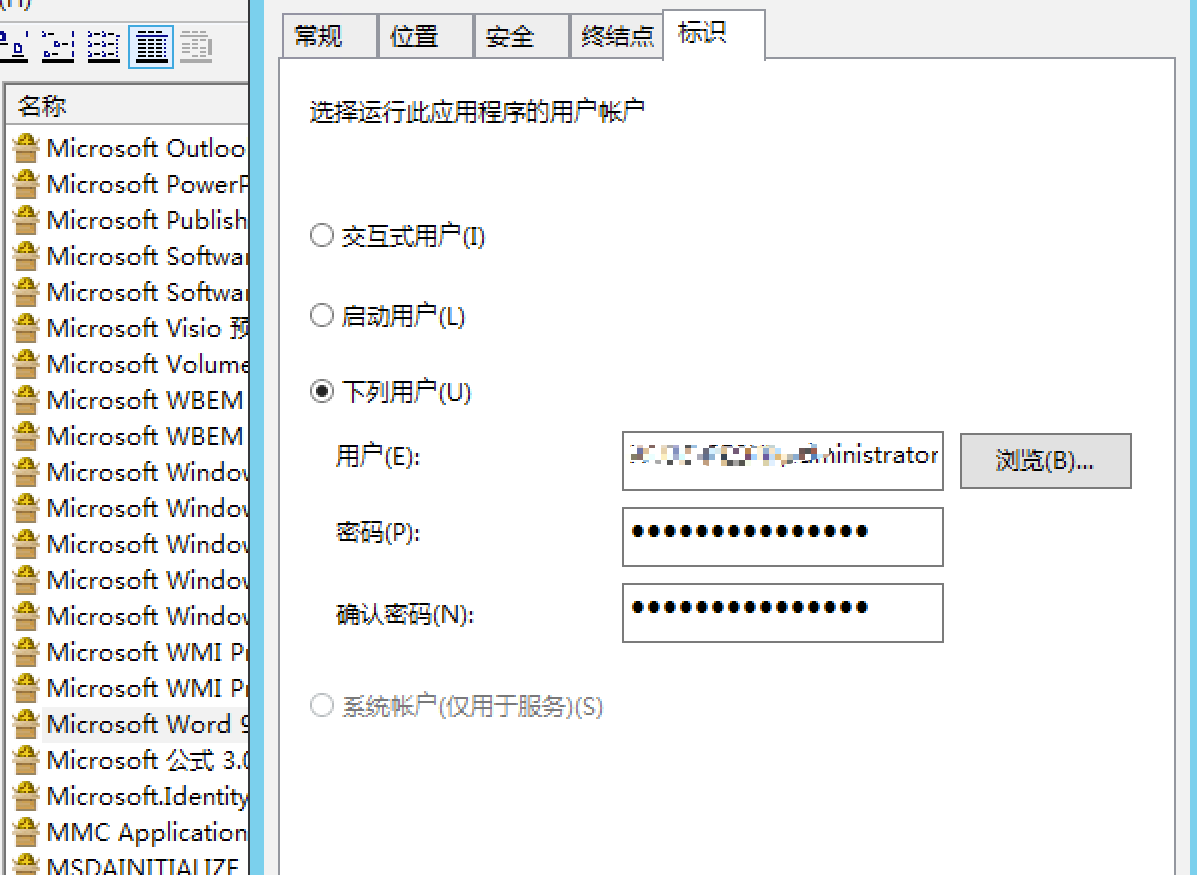 名称
Microsoft Outloo
Microsoft PowerP
Microsoft Publish
Microsoft Softwar
Microsoft Softwar
Microsoft Visio 预
Microsoft Volume
Microsoft WBEM
Microsoft WBEM
Microsoft Window
Microsoft Window
Microsoft Window
Microsoft Window
Microsoft Window
Microsoft WMI Pr
Microsoft WMI Pr
Microsoft Word 9
Microsoft 公式 3.0
Microsoft.Identity
MMC Application
MSDAINITIALIZE
常规 位置 安全 终结点 标识
选择运行此应用程序的用户帐户
交互式用户(I)
启动用户(L)
下列用户(U)
用户(E): administrator 浏览(B)...
密码(P): ●●●●●●●●●●●●●●●
确认密码(N): ●●●●●●●●●●●●●●●
系统帐户(仅用于服务)(S)